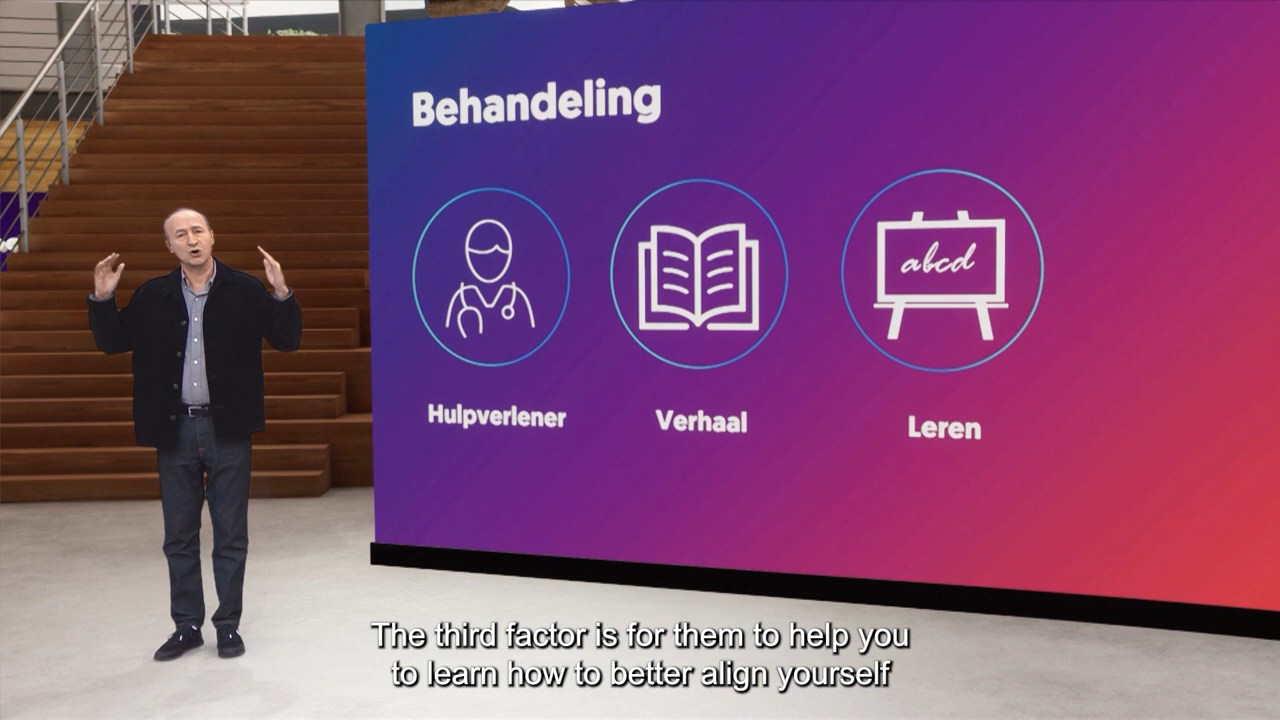 Behandeling
abcd
Hulpverlener
Verhaal
Leren
The third factor is for them to help you
to learn how to better align yourself